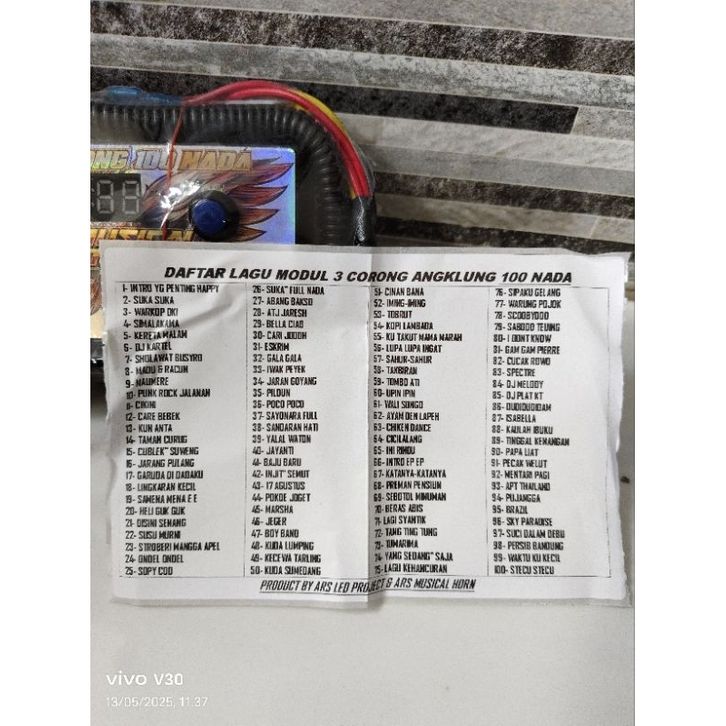 100 NADA
88
DAFTAR LAGU MODUL 3 CORONG ANGKLUNG 100 NADA
1- INTRO YG PENTING HAPPY
2- SUKA SUKA
3- WARKOP DKI
4- SIMALAKAMA
5- KERETA MALAM
6- DJ KARTEL
7- SHOLAWAT BUSYRO
8- MADU & RACUN
9- MAUMERE
10- PUNK ROCK JALANAN
11- CIKINI
12- CARE BEBEK
13- KUN ANTA
14- TAMAN CURUG
15- CUBLEK" SUWENG
16- JARANG PULANG
17- GARUDA DI DADAKU
18- LINGKARAN KECIL
19- SAMENA MENA E E
20- HELI GUK GUK
21- DISINI SENANG
22- SUSU MURNI
23- STROBERI MANGGA APEL
24- ONDEL ONDEL
25- SOPY COD
26- SUKA" FULL NADA
27- ABANG BAKSO
28- ATJ JARESH
29- BELLA CIAO
30- CARI JODOH
31- ESKRIM
32- GALA GALA
33- IWAK PEYEK
34- JARAN GOYANG
35- PILDUN
36- POCO POCO
37- SAYONARA FULL
38- SANDARAN HATI
39- YALAL WATON
40- JAYANTI
41- BAJU BARU
42- INJIT" SEMUT
43- 17 AGUSTUS
44- POKOE JOGET
45- MARSHA
46- JEGER
47- BOY BAND
48- KUDA LUMPING
49- KECEWA TARLING
50- KUDA SUMEDANG
51- CINAN BANA
52- IMING-IMING
53- TOBRUT
54- KOPI LAMBADA
55- KU TAKUT MAMA MARAH
56- LUPA LUPA INGAT
57- SAHUR-SAHUR
58- TAKBIRAN
59- TOMBO ATI
60- UPIN IPIN
61- WALI SONGO
62- AYAM DEN LAPEH
63- CHIKEN DANCE
64- CICILALANG
65- INI RINDU
66- INTRO EP EP
67- KATANYA-KATANYA
68- PREMAN PENSIUN
69- SEBOTOL MINUMAN
70- BERAS ABIS
71- LAGI SYANTIK
72- TANG TING TUNG
73- TUMARIMA
74- YANG SEDANG" SAJA
75- LAGU KEHANCURAN
76- SIPAKU GELANG
77- WARUNG POJOK
78- SCOOBYDOO
79- SABODO TEUING
80- I DONT KNOW
81- GAM GAM PIERRE
82- CUCAK ROWO
83- SPECTRE
84- DJ MELODY
85- DJ PLAT KT
86- DUDIDUDIDAM
87- ISABELLA
88- KAULAH IBUKU
89- TINGGAL KENANGAN
90- PAPA LIAT
91- PECAK WELUT
92- MENTARI PAGI
93- APT THAILAND
94- PUJANGGA
95- BRAZIL
96- SKY PARADISE
97- SUCI DALAM DEBU
98- PERSIB BANDUNG
99- WAKTU KU KECIL
100- STECU STECU
PRODUCT BY ARS LED PROJECT & ARS MUSICAL HORN
vivo V30
13/05/2025, 11.37